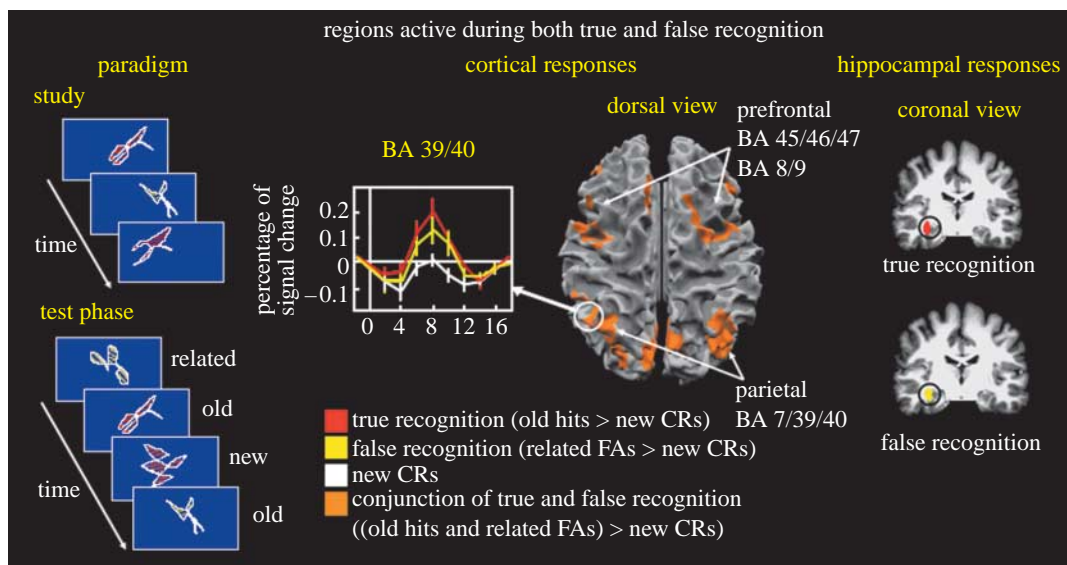 regions active during both true and false recognition
paradigm
study
time
test phase
related
old
new
old
time
cortical responses
BA 39/40
percentage of
signal change
0.2
0.1
0
–0.1
0 4 8 12 16
dorsal view
prefrontal
BA 45/46/47
BA 8/9
parietal
BA 7/39/40
true recognition (old hits > new CRs)
false recognition (related FAs > new CRs)
new CRs
conjunction of true and false recognition
((old hits and related FAs) > new CRs)
hippocampal responses
coronal view
true recognition
false recognition